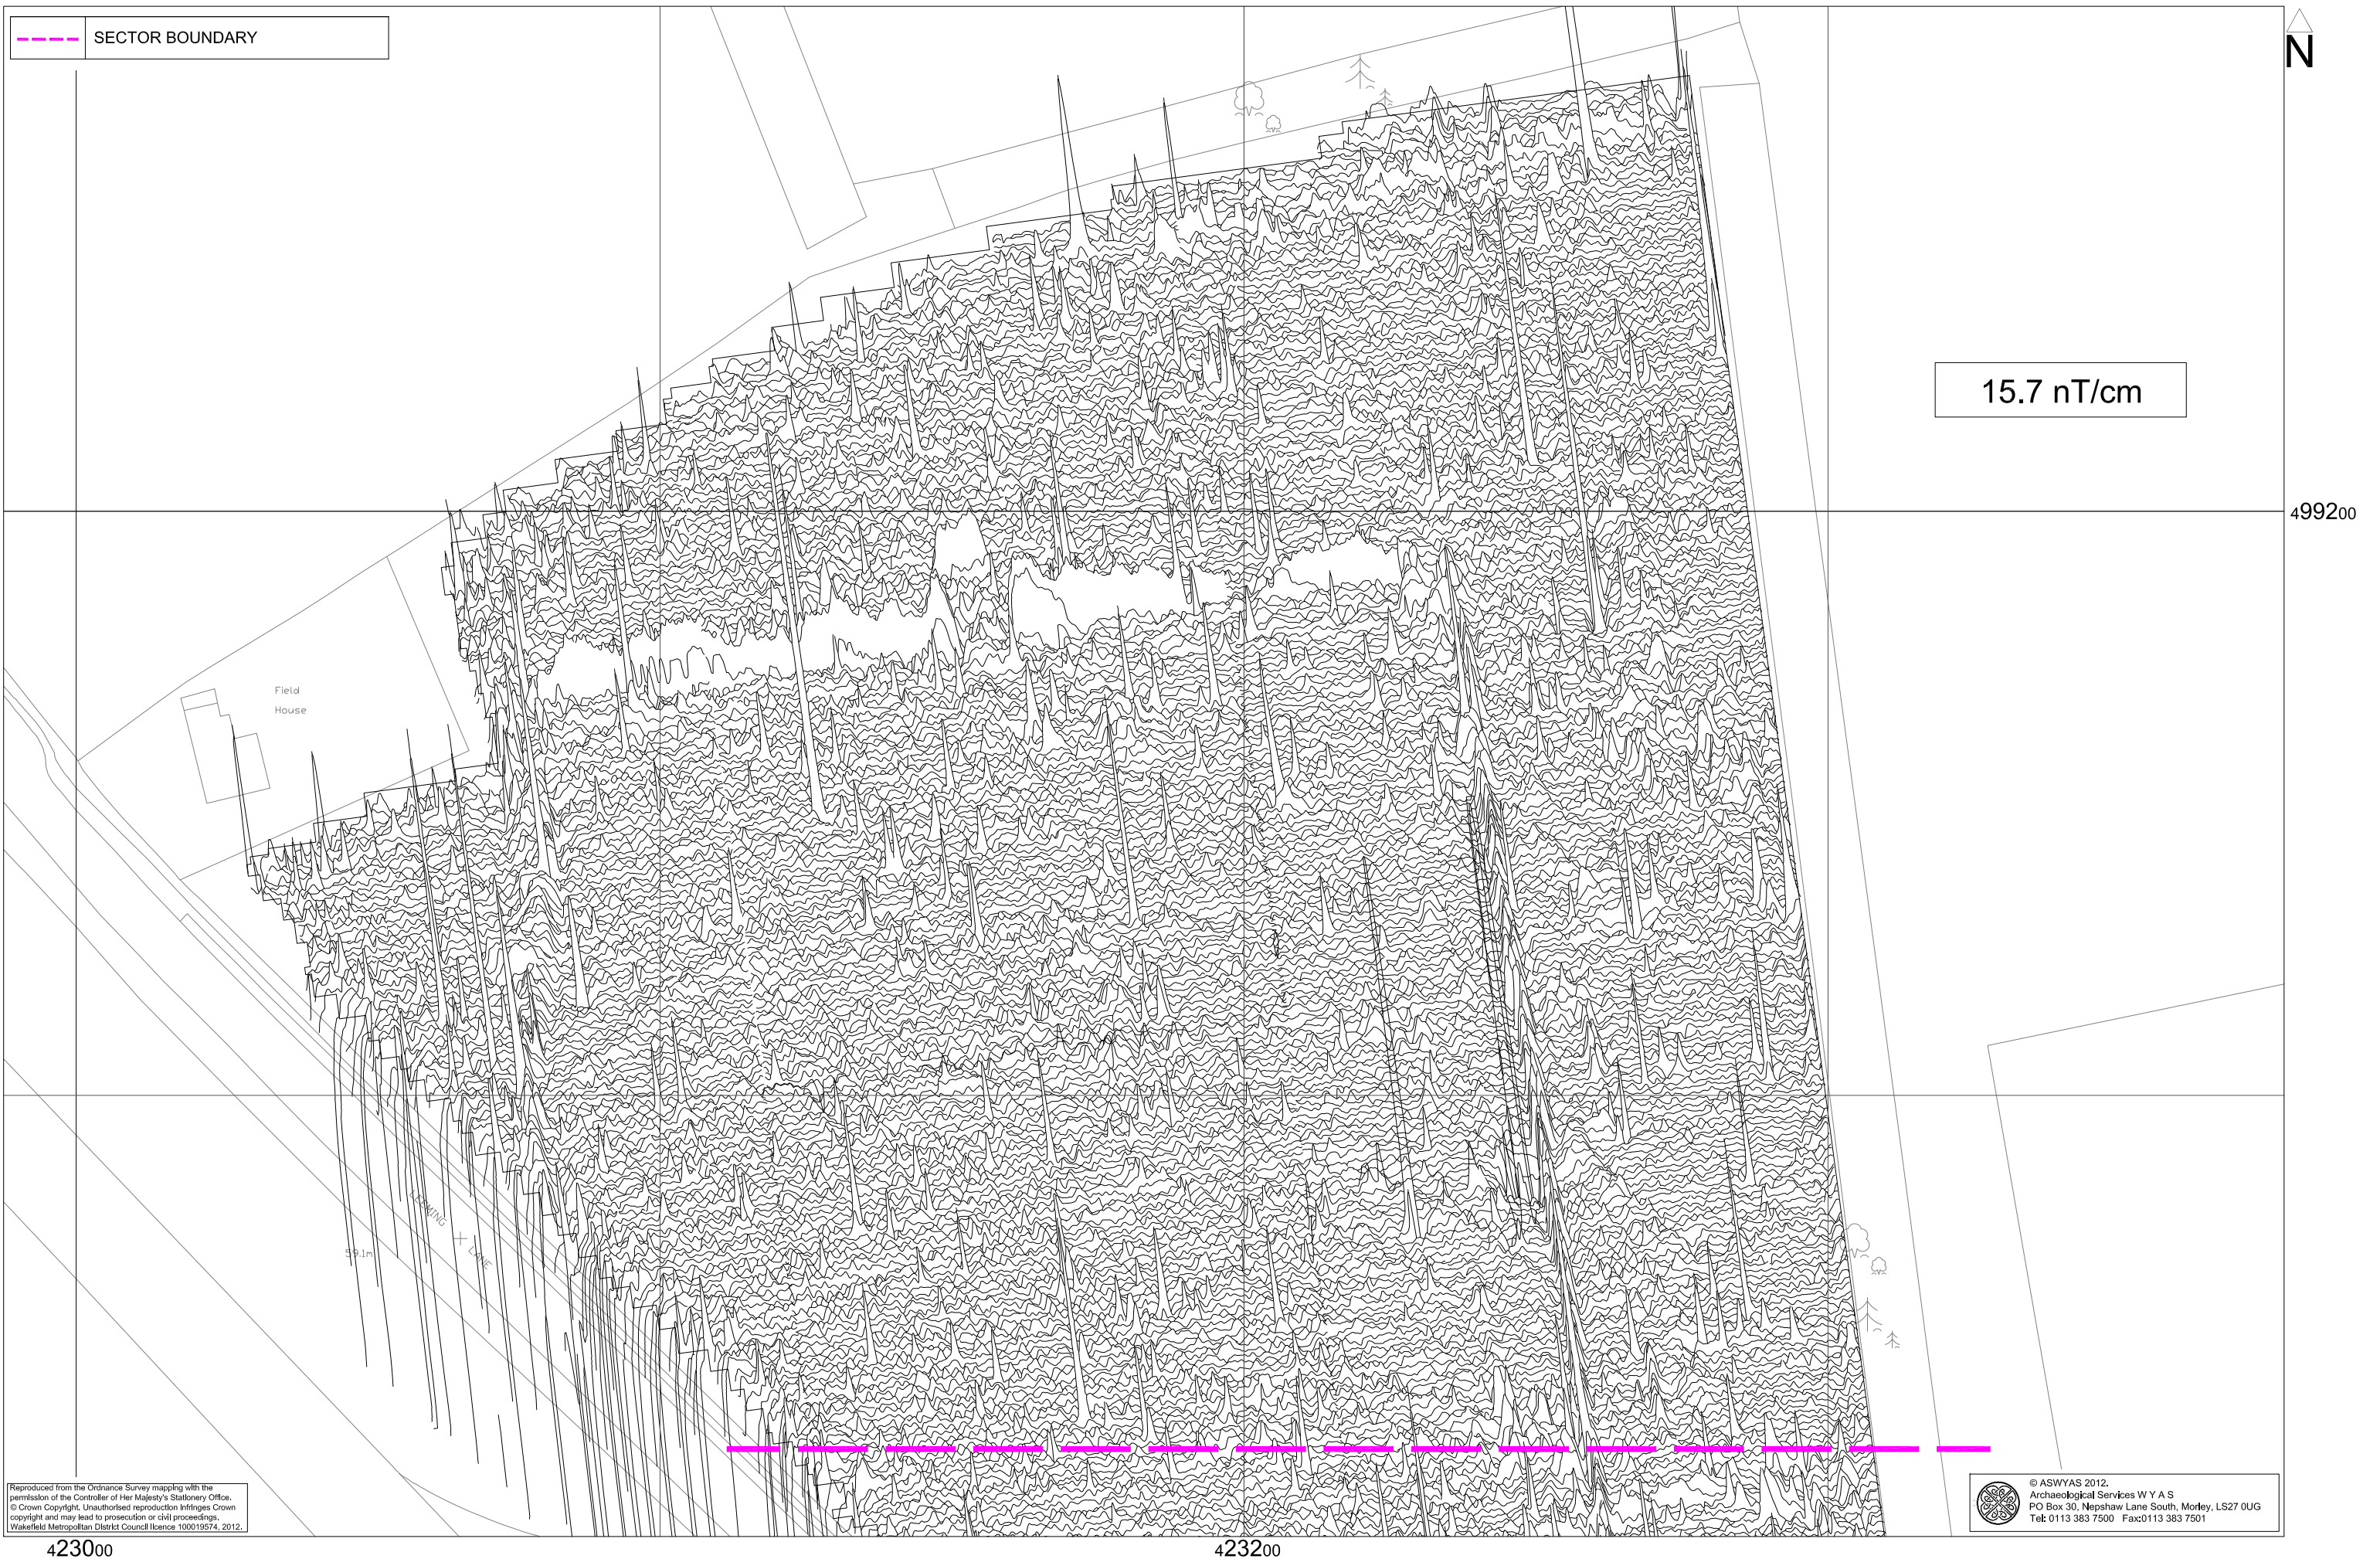 SECTOR BOUNDARY
N
15.7 nT/cm
499200
Field
House
LEEMING
LANE
59.1m
Reproduced from the Ordnance Survey mapping with the
permission of the Controller of Her Majesty's Stationery Office.
© Crown Copyright. Unauthorised reproduction infringes Crown
copyright and may lead to prosecution or civil proceedings.
Wakefield Metropolitan District Council licence 100019574, 2012.
© ASWYAS 2012.
Archaeological Services W Y A S
PO Box 30, Nepshaw Lane South, Morley, LS27 0UG
Tel: 0113 383 7500 Fax:0113 383 7501
423000
423200